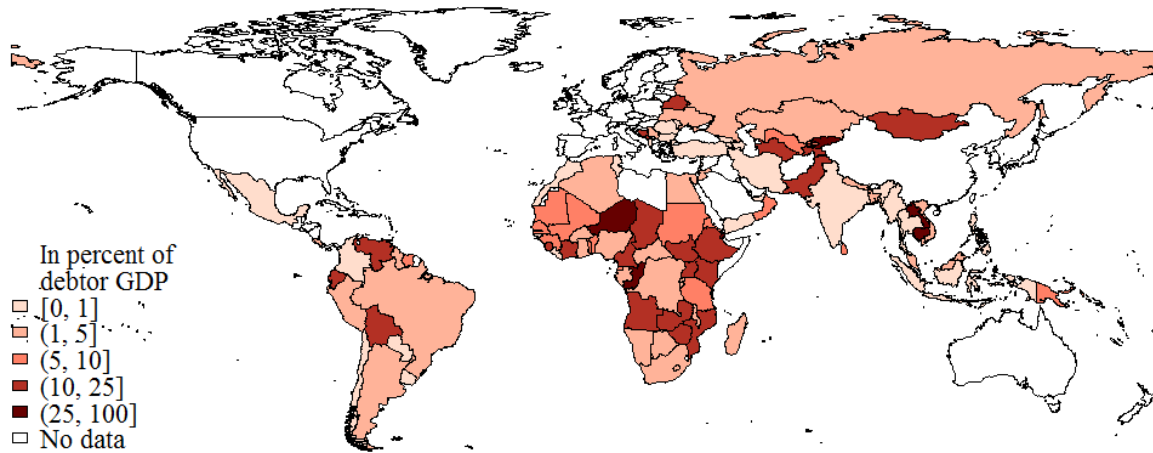 In percent of
debtor GDP
[0, 1]
(1, 5]
(5, 10]
(10, 25]
(25, 100]
No data